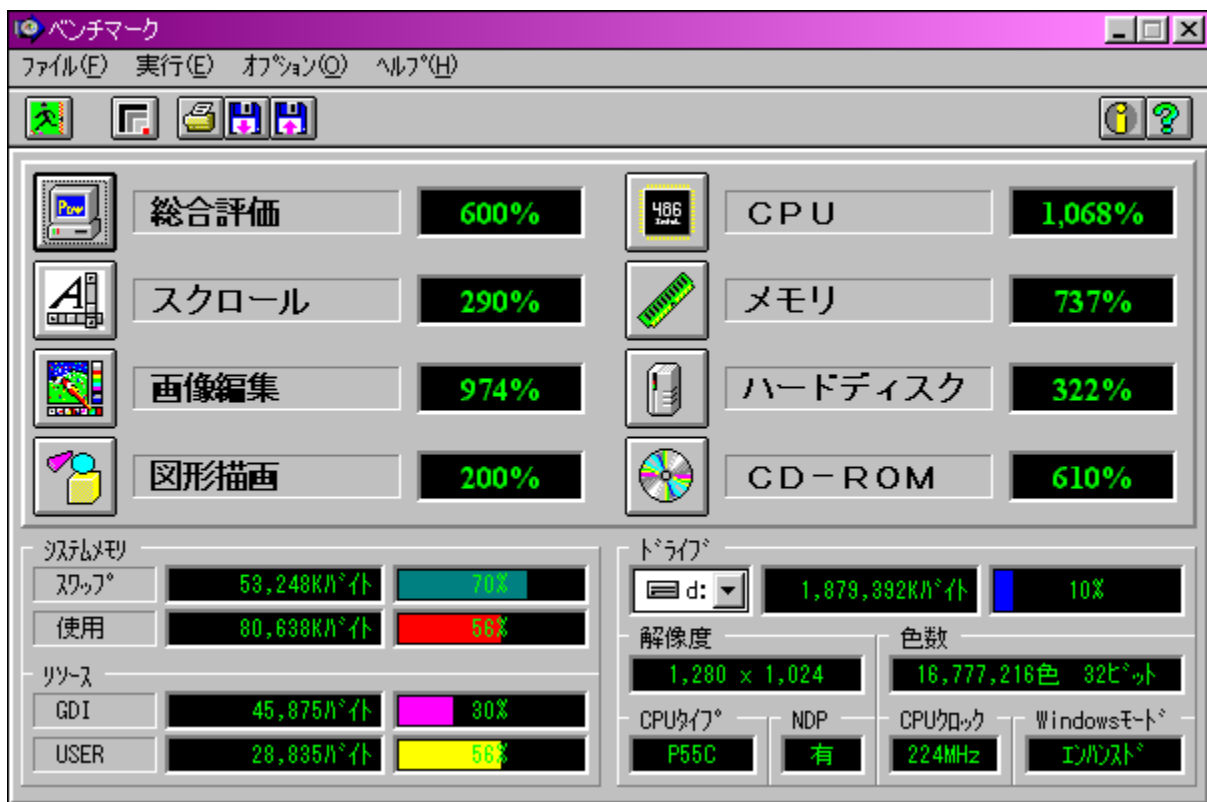 ベンチマーク
ファイル(F) 実行(E) オプション(O) ヘルプ(H)
Pow 総合評価 600%
486 Intel CPU 1,068%
スクロール 290%
メモリ 737%
画像編集 974%
ハードディスク 322%
図形描画 200%
CD-ROM 610%
システムメモリ
スワップ 53,248Kバイト 70%
使用 80,638Kバイト 56%
リソース
GDI 45,875バイト 30%
USER 28,835バイト 56%
ドライブ
d: 1,879,392Kバイト 10%
解像度 色数
1,280 × 1,024 16,777,216色 32ビット
CPUタイプ NDP CPUクロック Windowsモード
P55C 有 224MHz エンハンスド